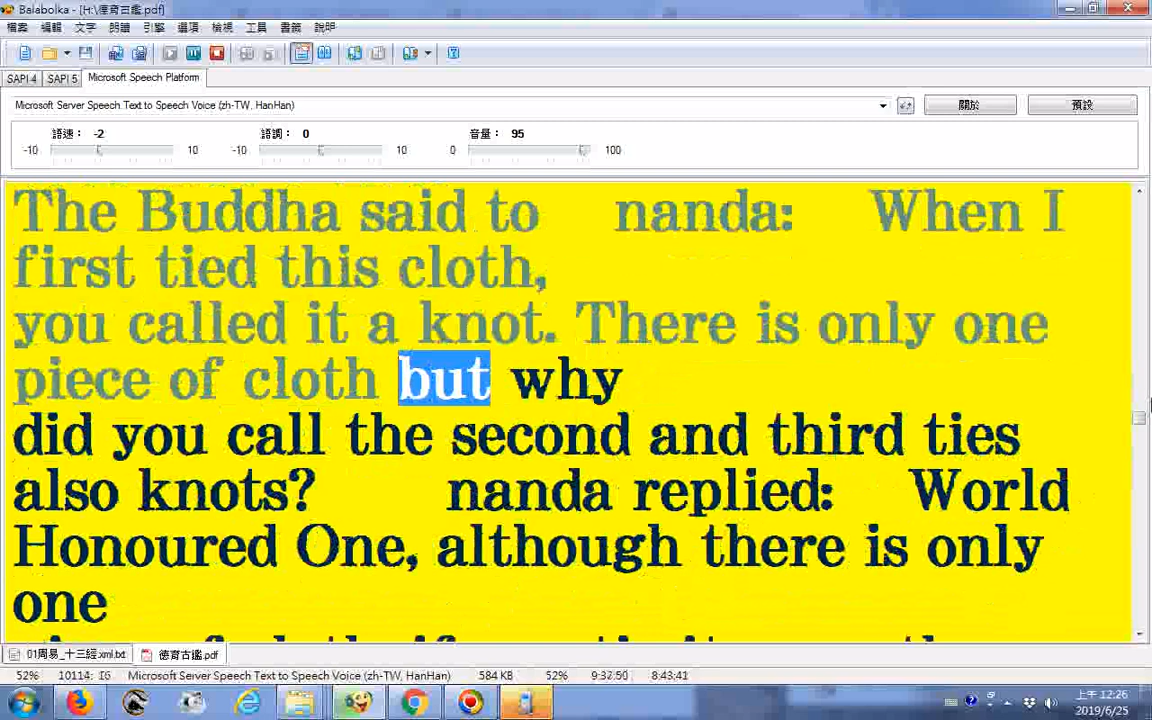 Balabolka - [H:\德育古鑑.pdf]
檔案 編輯 文字 朗讀 引擎 選項 檢視 工具 書籤 說明
SAPI 4 SAPI 5 Microsoft Speech Platform
Microsoft Server Speech Text to Speech Voice (zh-TW, HanHan) 關於 預設
語速： -2 語調： 0 音量： 95
-10 10 -10 10 0 100
The Buddha said to nanda: When I
first tied this cloth,
you called it a knot. There is only one
piece of cloth but why
did you call the second and third ties
also knots? nanda replied: World
Honoured One, although there is only
one
01周易_十三經.xml.txt 德育古鑑.pdf
52% 10114: 16 Microsoft Server Speech Text to Speech Voice (zh-TW, HanHan) 584 KB 52% 9:32:50 8:43:41
上午 12:26
2019/6/25